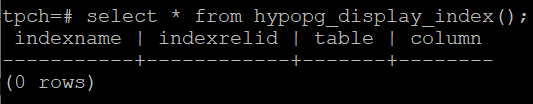 tpch=# select * from hypopg_display_index();
 indexname | indexrelid | table | column
-----------+------------+-------+--------
(0 rows)